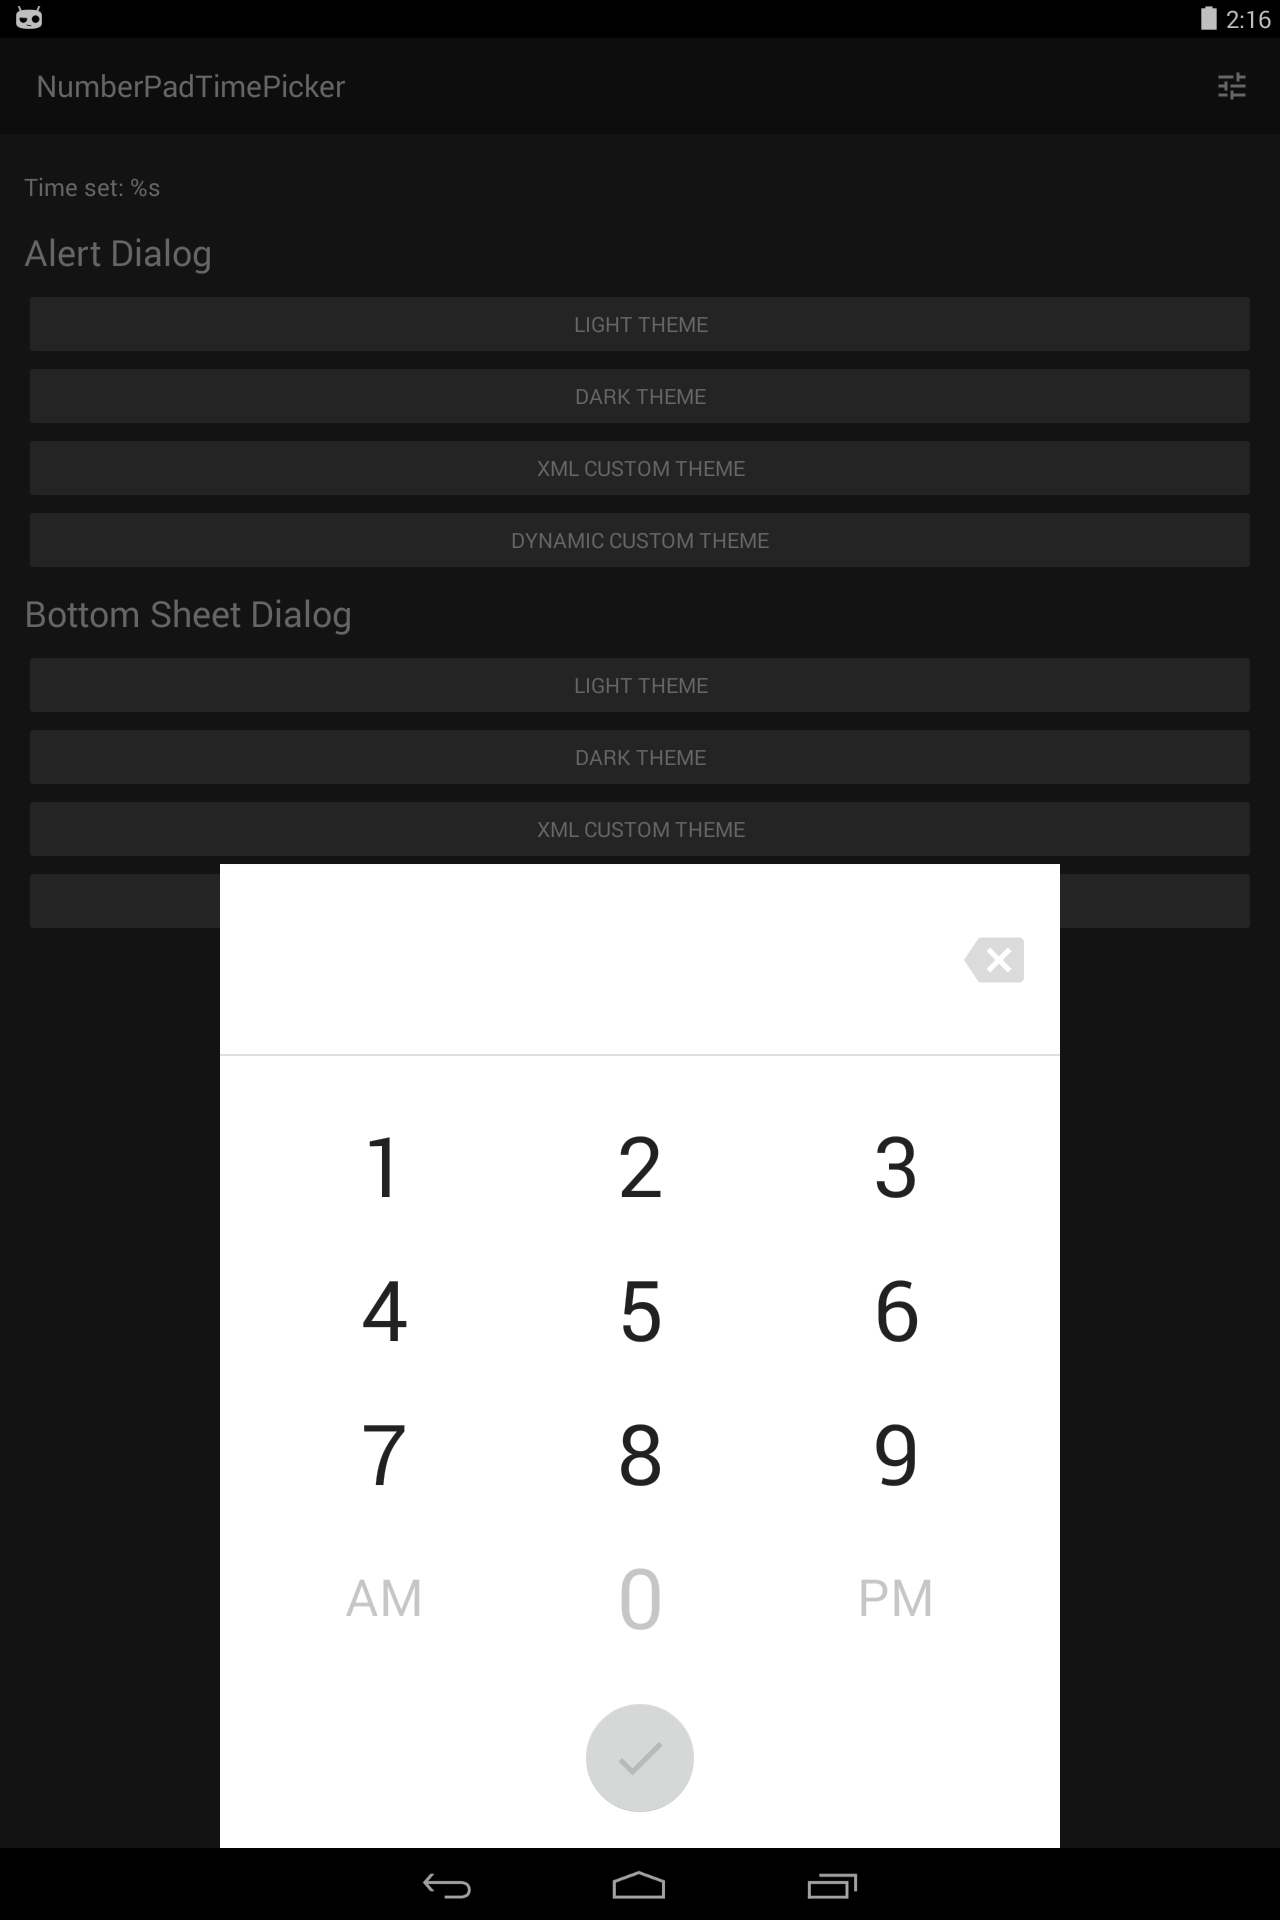 2:16
NumberPadTimePicker
Time set: %s
Alert Dialog
LIGHT THEME
DARK THEME
XML CUSTOM THEME
DYNAMIC CUSTOM THEME
Bottom Sheet Dialog
LIGHT THEME
DARK THEME
XML CUSTOM THEME
1 2 3
4 5 6
7 8 9
AM 0 PM